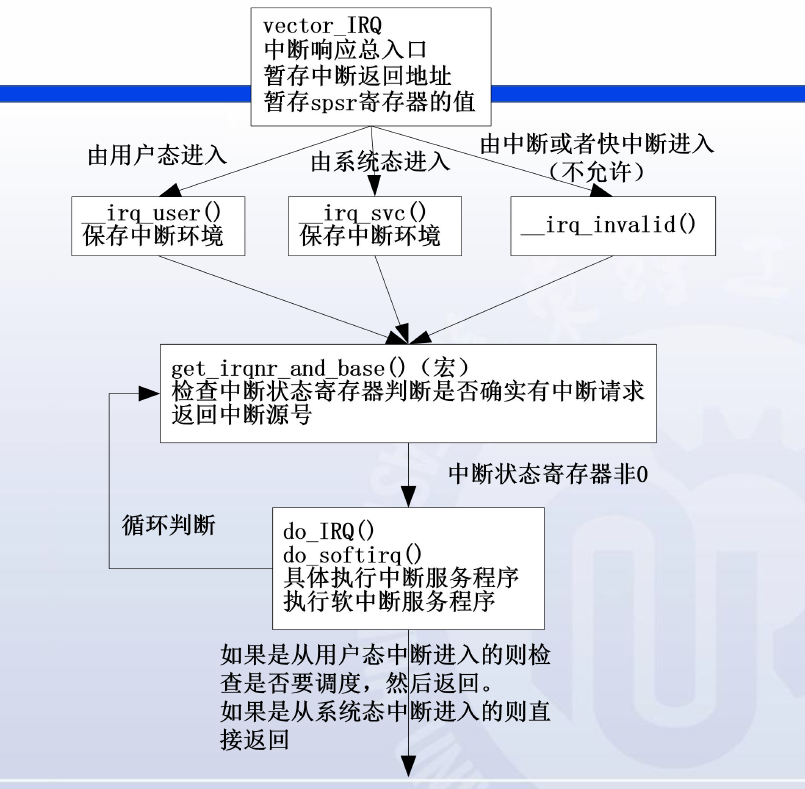 vector_IRQ
中断响应总入口
暂存中断返回地址
暂存spsr寄存器的值
由用户态进入
由系统态进入
由中断或者快中断进入
（不允许）
__irq_user()
保存中断环境
__irq_svc()
保存中断环境
__irq_invalid()
get_irqnr_and_base()（宏）
检查中断状态寄存器判断是否确实有中断请求
返回中断源号
中断状态寄存器非0
循环判断
do_IRQ()
do_softirq()
具体执行中断服务程序
执行软中断服务程序
如果是从用户态中断进入的则检
查是否要调度，然后返回。
如果是从系统态中断进入的则直
接返回